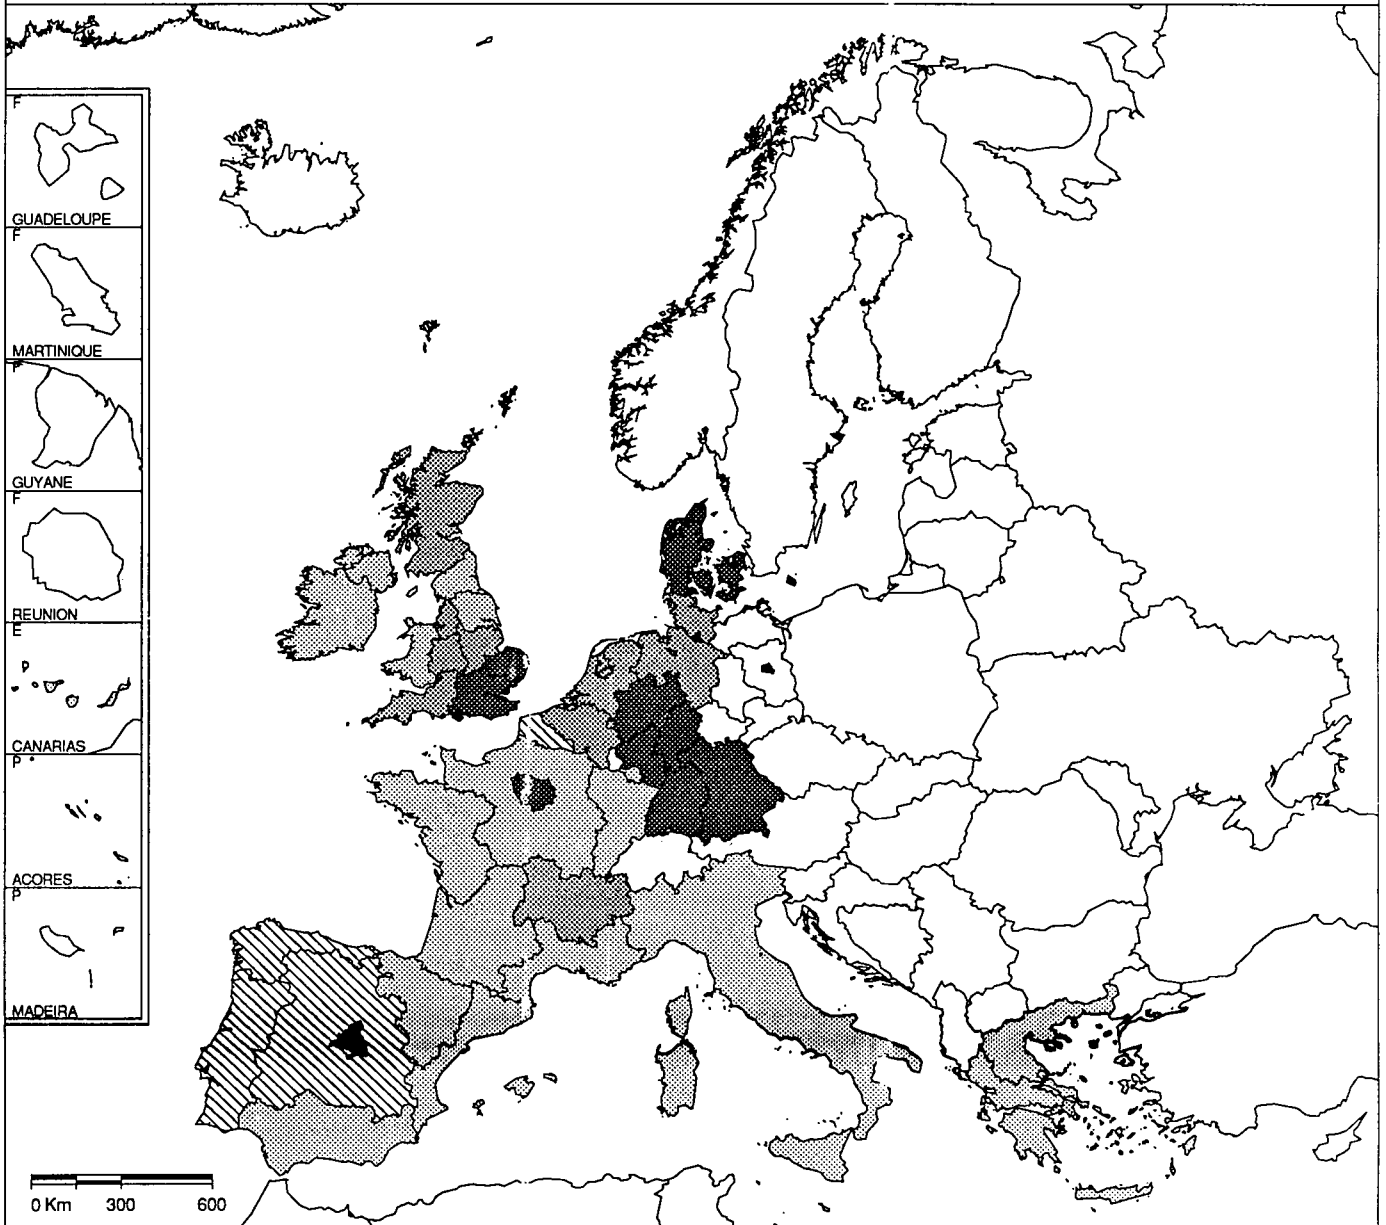 F
GUADELOUPE
F
MARTINIQUE
F
GUYANE
F
REUNION
E
CANARIAS
P
ACORES
P
MADEIRA
0 Km 300 600